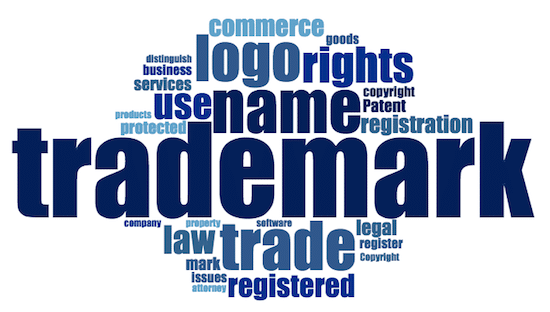 commerce
goods
logo rights
distinguish
business
services
use name
copyright
Patent
products
protected
registration
trademark
company property software
law trade legal
register
mark
Copyright
issues
attorney
registered